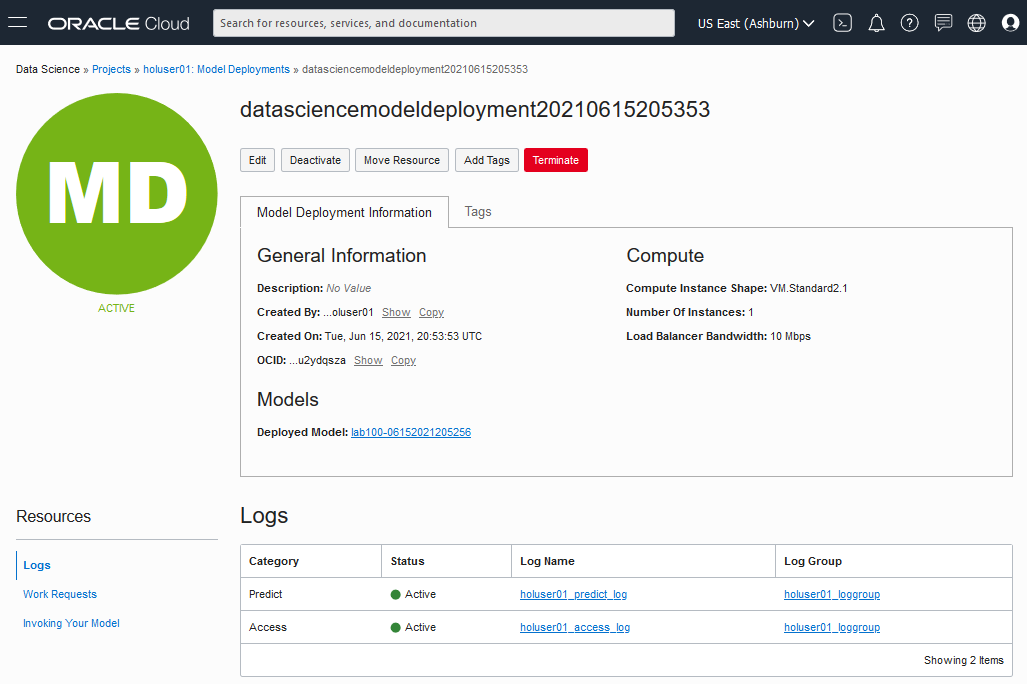 ORACLE Cloud
Search for resources, services, and documentation
US East (Ashburn)
Data Science » Projects » holuser01: Model Deployments » datasciencemodeldeployment20210615205353
MD
ACTIVE
datasciencemodeldeployment20210615205353
Edit Deactivate Move Resource Add Tags Terminate
Model Deployment Information Tags
General Information
Description: No Value
Created By: ...oluser01 Show Copy
Created On: Tue, Jun 15, 2021, 20:53:53 UTC
OCID: ...u2ydqsza Show Copy
Models
Deployed Model: lab100-06152021205256
Compute
Compute Instance Shape: VM.Standard2.1
Number Of Instances: 1
Load Balancer Bandwidth: 10 Mbps
Resources
Logs
Work Requests
Invoking Your Model
Logs
Category Status Log Name Log Group
Predict Active holuser01_predict_log holuser01_loggroup
Access Active holuser01_access_log holuser01_loggroup
Showing 2 Items